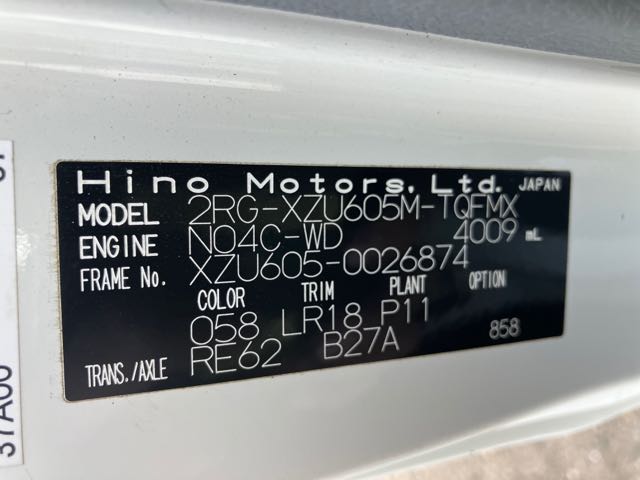 Hino Motors, Ltd. JAPAN
MODEL 2RG-XZU605M-TQFMX
ENGINE N04C-WD 4009 mL
FRAME No. XZU605-0026874
COLOR TRIM PLANT OPTION
058 LR18 P11 858
TRANS./AXLE RE62 B27A